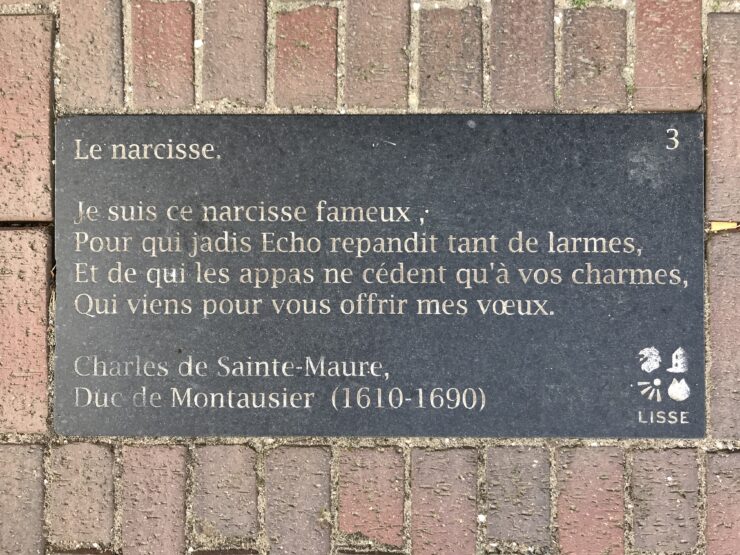 3
Le narcisse.
Je suis ce narcisse fameux,
Pour qui jadis Echo repandit tant de larmes,
Et de qui les appas ne cédent qu'à vos charmes,
Qui viens pour vous offrir mes vœux.
Charles de Sainte-Maure,
Duc de Montausier (1610-1690)
LISSE